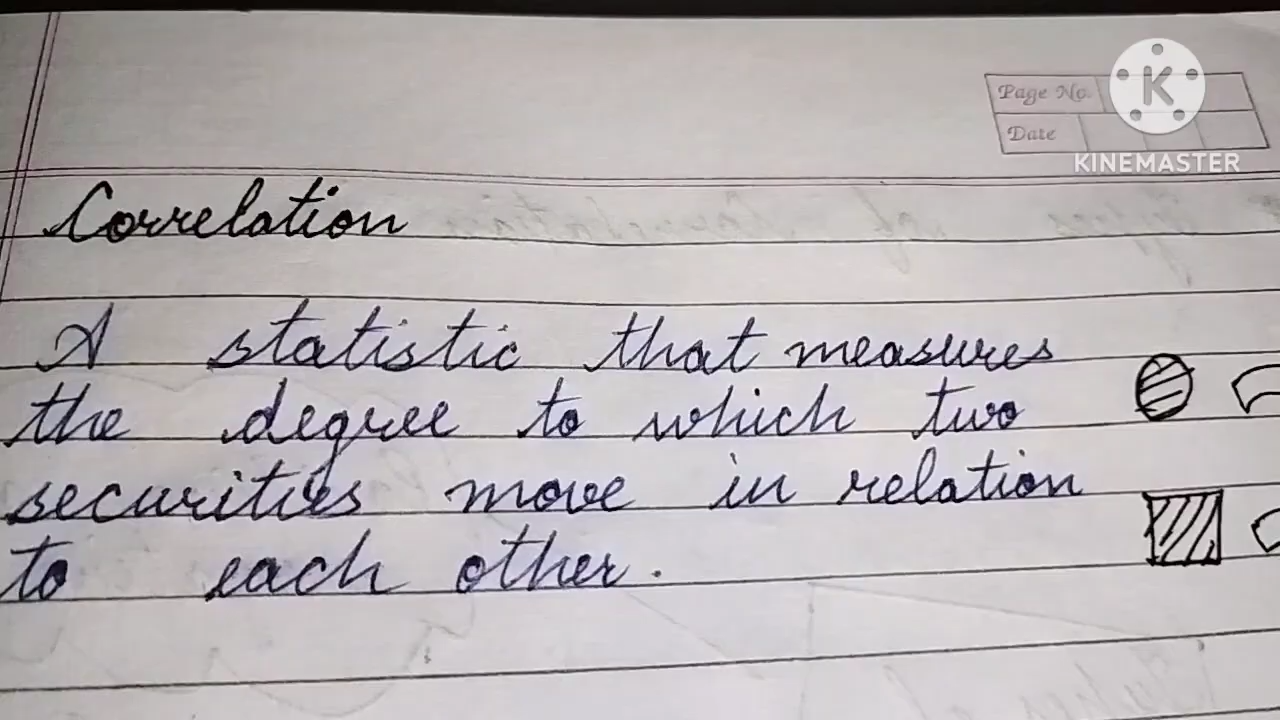 Page No.
Date
KINEMASTER
Correlation
A statistic that measures
the degree to which two
securities move in relation
to each other.